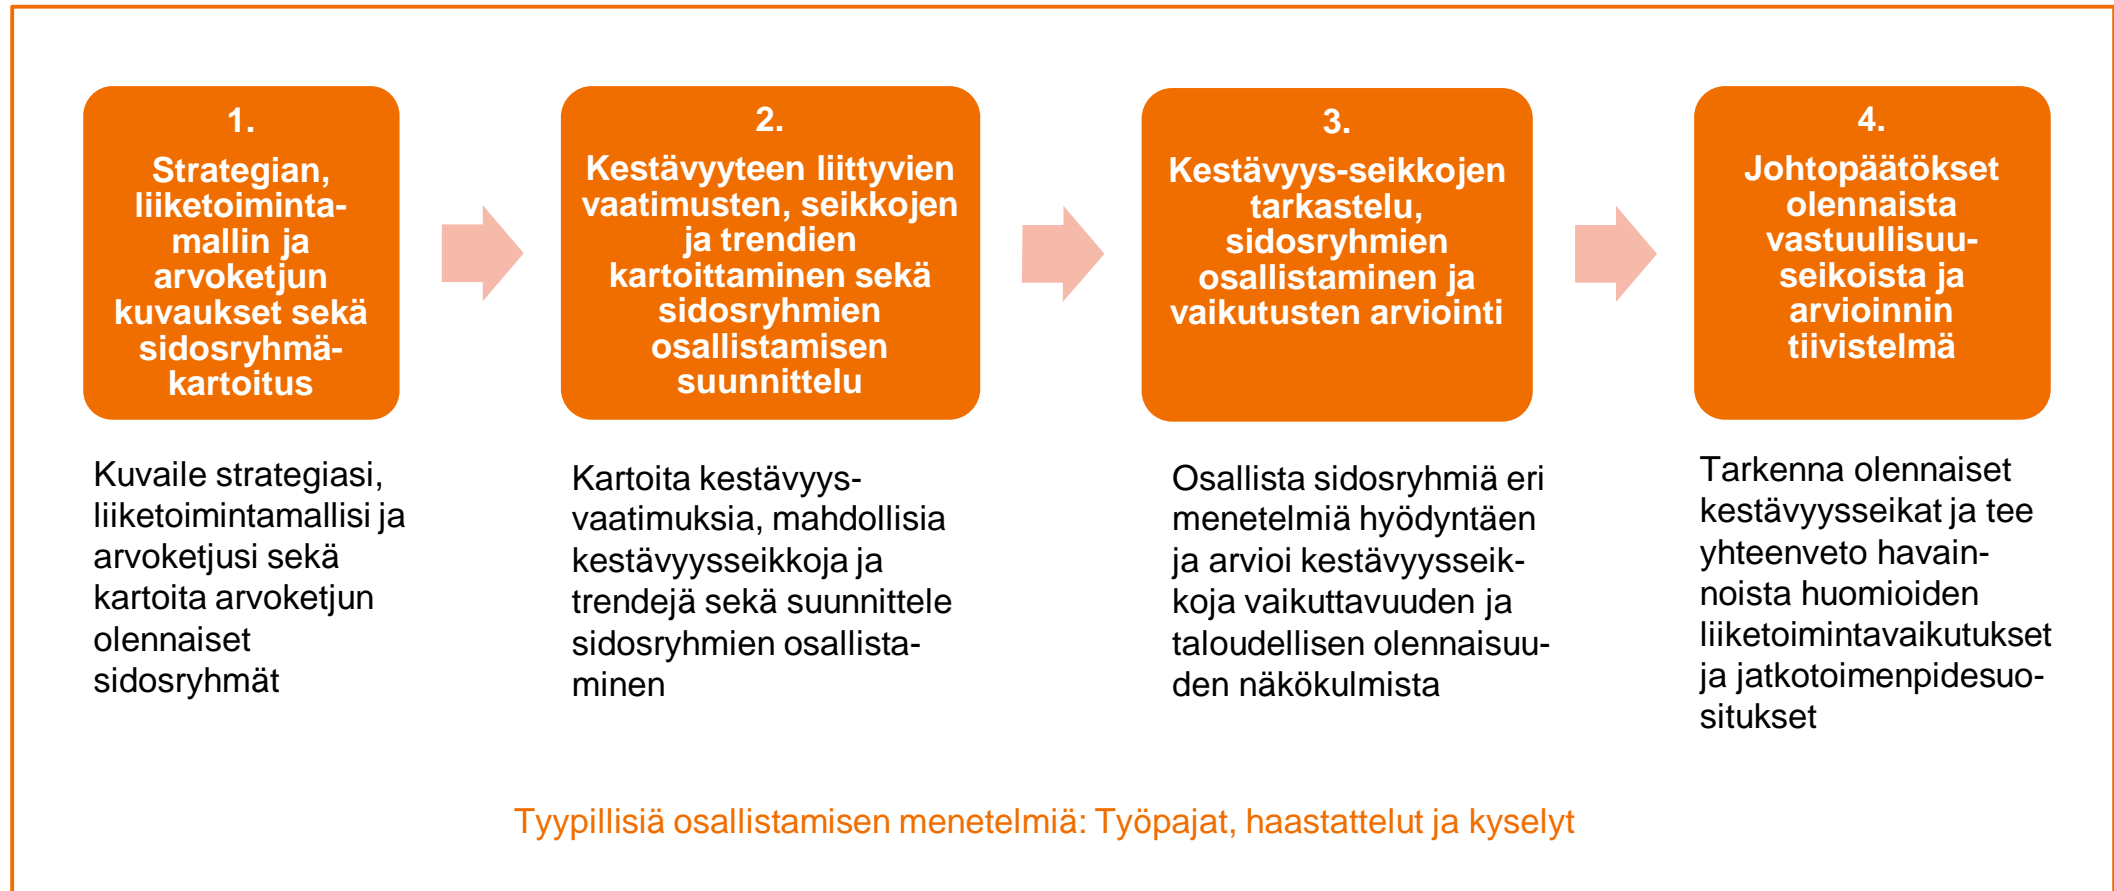 1.
Strategian,
liiketoiminta-
mallin ja
arvoketjun
kuvaukset sekä
sidosryhmä-
kartoitus
2.
Kestävyyteen liittyvien
vaatimusten, seikkojen
ja trendien
kartoittaminen sekä
sidosryhmien
osallistamisen
suunnittelu
3.
Kestävyys-seikkojen
tarkastelu,
sidosryhmien
osallistaminen ja
vaikutusten arviointi
4.
Johtopäätökset
olennaista
vastuullisuu-
seikoista ja
arvioinnin
tiivistelmä
Kuvaile strategiasi,
liiketoimintamallisi ja
arvoketjusi sekä
kartoita arvoketjun
olennaiset
sidosryhmät
Kartoita kestävyys-
vaatimuksia, mahdollisia
kestävyysseikkoja ja
trendejä sekä suunnittele
sidosryhmien osallista-
minen
Osallista sidosryhmiä eri
menetelmiä hyödyntäen
ja arvioi kestävyysseik-
koja vaikuttavuuden ja
taloudellisen olennaisuu-
den näkökulmista
Tarkenna olennaiset
kestävyysseikat ja tee
yhteenveto havain-
noista huomioiden
liiketoimintavaikutukset
ja jatkotoimenpidesuo-
situkset
Tyypillisiä osallistamisen menetelmiä: Työpajat, haastattelut ja kyselyt